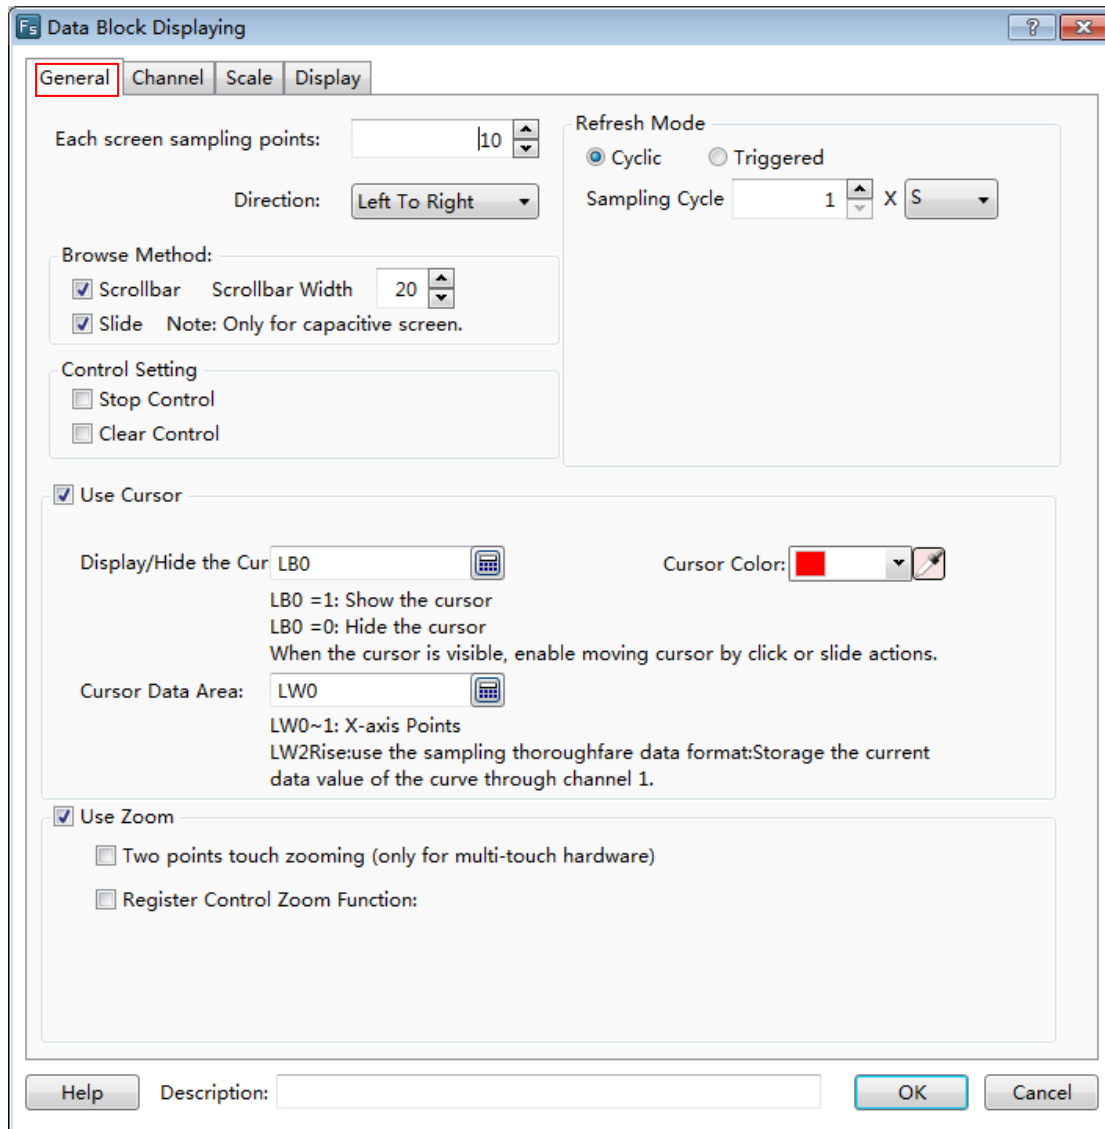 Fs Data Block Displaying
General Channel Scale Display
Each screen sampling points: 10
Direction: Left To Right
Refresh Mode
Cyclic Triggered
Sampling Cycle 1 X S
Browse Method:
Scrollbar Scrollbar Width 20
Slide Note: Only for capacitive screen.
Control Setting
Stop Control
Clear Control
Use Cursor
Display/Hide the Cur LB0 Cursor Color:
LB0 =1: Show the cursor
LB0 =0: Hide the cursor
When the cursor is visible, enable moving cursor by click or slide actions.
Cursor Data Area: LW0
LW0~1: X-axis Points
LW2Rise:use the sampling thoroughfare data format:Storage the current
data value of the curve through channel 1.
Use Zoom
Two points touch zooming (only for multi-touch hardware)
Register Control Zoom Function:
Help Description: OK Cancel